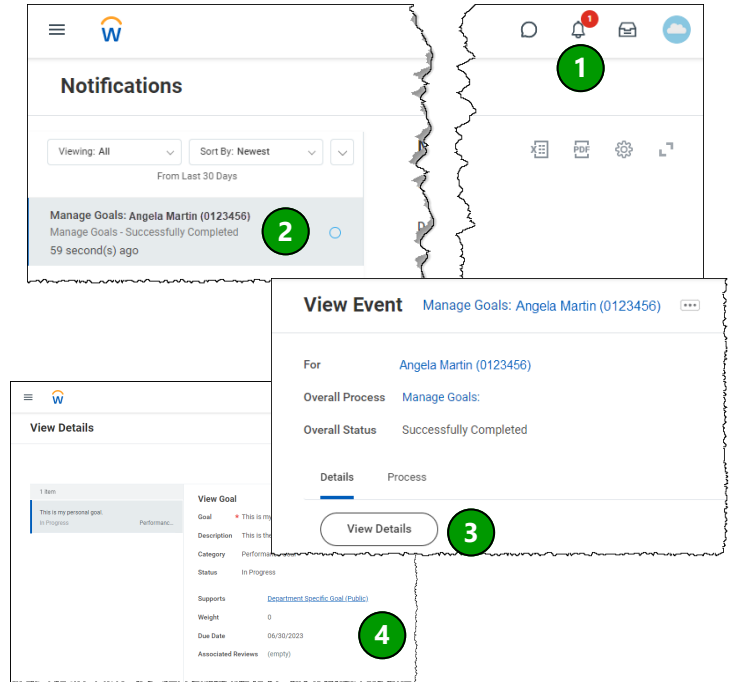 W
1
1
Notifications
Viewing: All
Sort By: Newest
PDF
From Last 30 Days
Manage Goals: Angela Martin (0123456)
Manage Goals - Successfully Completed
59 second(s) ago
2
View Event Manage Goals: Angela Martin (0123456)
For Angela Martin (0123456)
Overall Process Manage Goals:
Overall Status Successfully Completed
Details Process
View Details
3
W
View Details
1 item
This is my personal goal.
In Progress Performanc...
View Goal
Goal * This is my
Description This is the
Category
Status In Progress
Supports Department Specific Goal (Public)
Weight 0
Due Date 06/30/2023
Associated Reviews (empty)
4